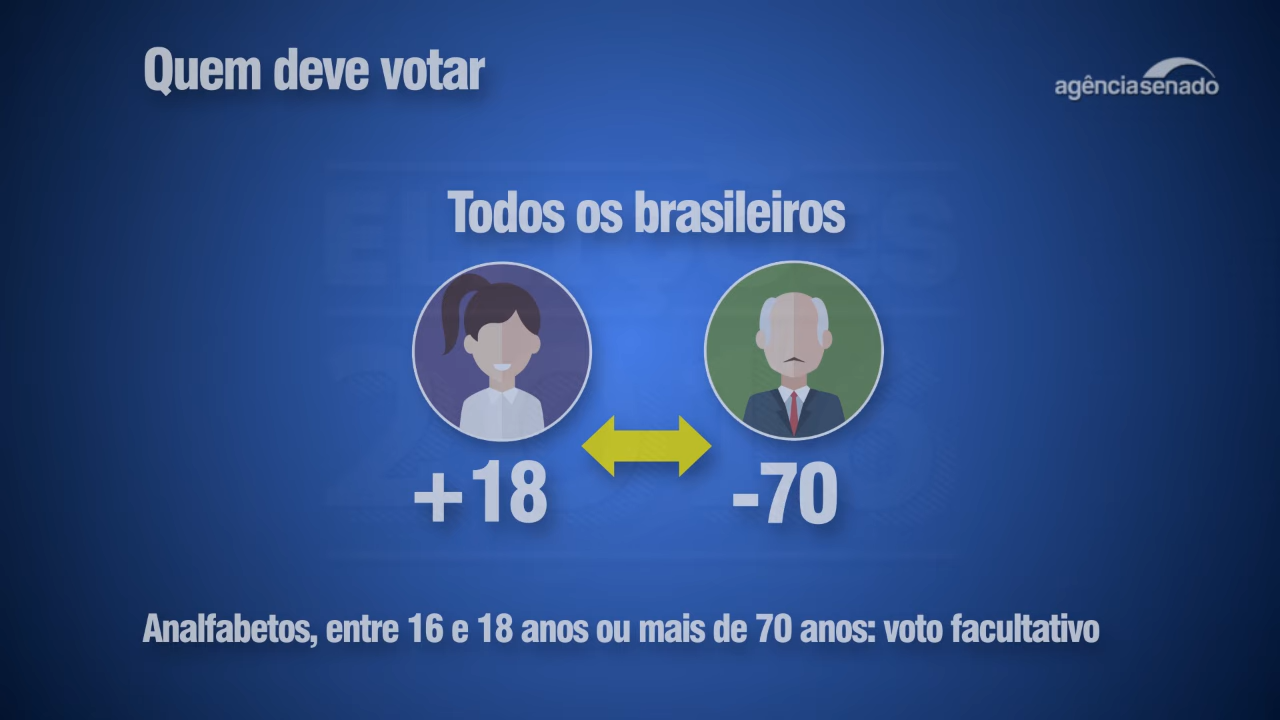 Quem deve votar
agênciasenado
Todos os brasileiros
+18
-70
Analfabetos, entre 16 e 18 anos ou mais de 70 anos: voto facultativo